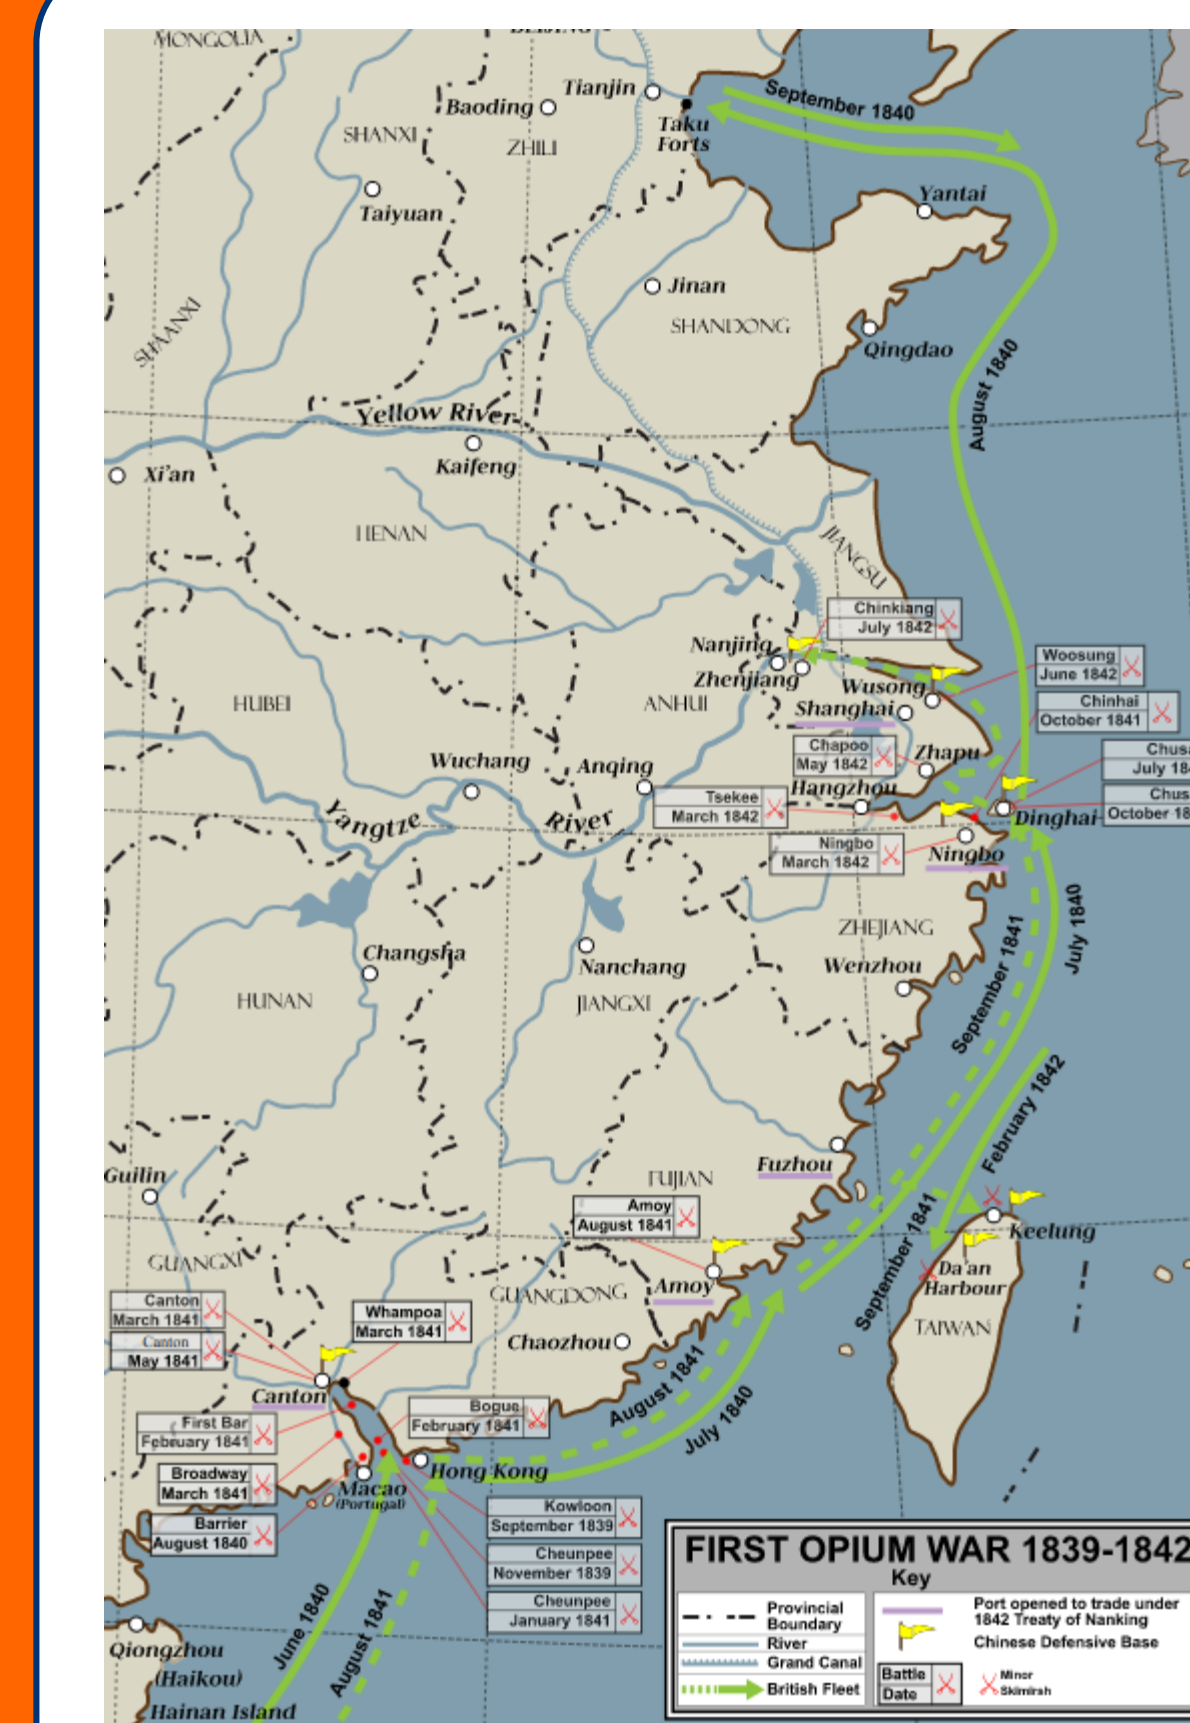 MONGOLIA
Tianjin
September 1840
Baoding
SHANXI
Taku
Forts
ZHILI
Taiyuan
Yantai
Jinan
SHAANXI
SHANDONG
Qingdao
August 1840
Yellow River
Kaifeng
Xi'an
HENAN
JIANGSU
Chinkiang
July 1842
Nanjing
Zhenjiang
Woosung
June 1842
Wusong
HUBEI
ANHUI
Shanghai
Chinhai
October 1841
Chapoo
May 1842
Zhapu
Chusa
July 18
Wuchang
Anqing
Hangzhou
Tsekee
March 1842
Chus
October 18
Yangtze River
Dinghai
Ningbo
March 1842
Ningbo
July 1840
September 1841
ZHEJIANG
Changsha
Nanchang
Wenzhou
HUNAN
JIANGXI
February 1842
Guilin
Fuzhou
FUJIAN
Amoy
August 1841
September 1841
Keelung
GUANGXI
Da'an
Harbour
Amoy
GUANGDONG
Canton
March 1841
Whampoa
March 1841
TAIWAN
Canton
May 1841
Chaozhou
Canton
August 1841
July 1840
First Bar
February 1841
Bogue
February 1841
Broadway
March 1841
Hong Kong
Macao
(Portugal)
Kowloon
September 1839
Barrier
August 1840
Cheunpee
November 1839
Cheunpee
January 1841
June 1840
August 1841
Qiongzhou
(Haikou)
Hainan Island
FIRST OPIUM WAR 1839-1842
Key
Provincial
Boundary
River
Grand Canal
British Fleet
Port opened to trade under
1842 Treaty of Nanking
Chinese Defensive Base
Battle
Date
Minor
Skimirsh